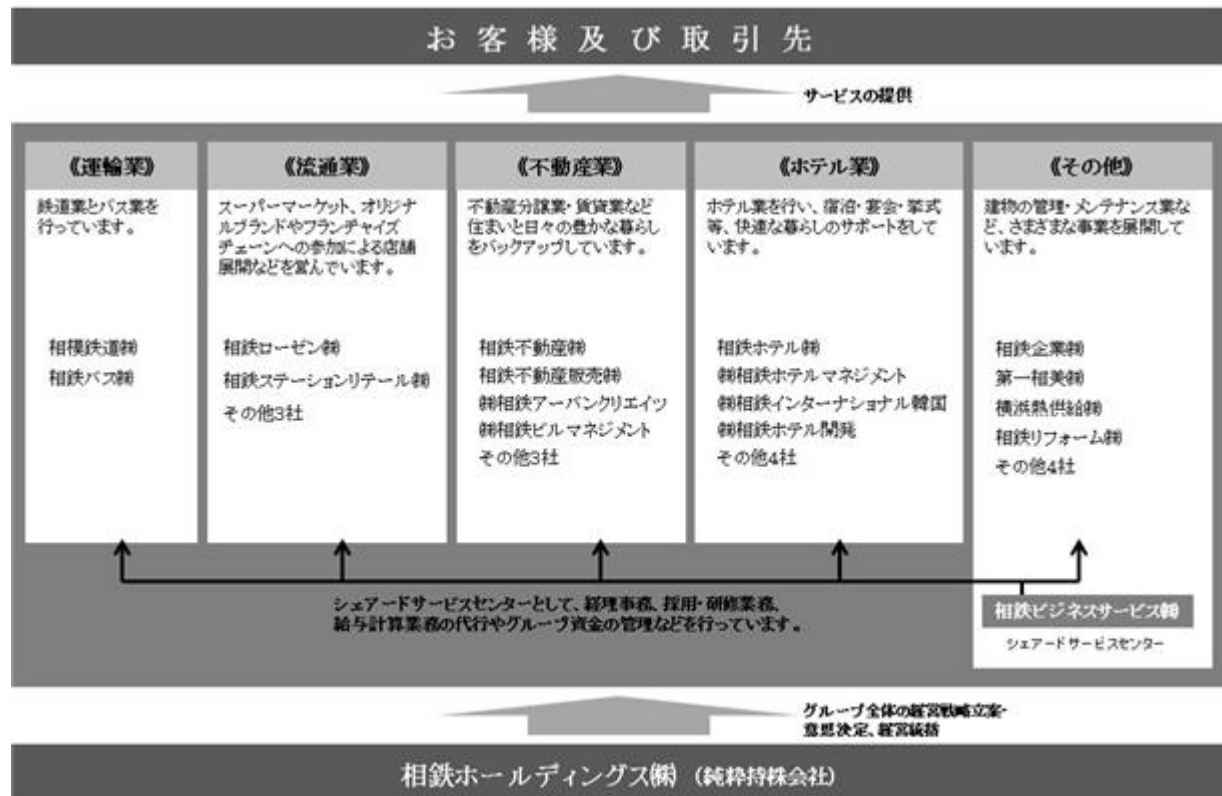 お客様及び取引先
サービスの提供
《運輸業》
鉄道業とバス業を
行っています。
相模鉄道㈱
相鉄バス㈱
《流通業》
スーパーマーケット、オリジナ
ルブランドやフランチャイズ
チェーンへの参加による店舗
展開などを営んでいます。
相鉄ローゼン㈱
相鉄ステーションリテール㈱
その他3社
《不動産業》
不動産分譲業・賃貸業など
住まいと日々の豊かな暮らし
をバックアップしています。
相鉄不動産㈱
相鉄不動産販売㈱
㈱相鉄アーバンクリエイツ
㈱相鉄ビルマネジメント
その他3社
《ホテル業》
ホテル業を行い、宿泊・宴会・挙式
等、快適な暮らしのサポートをして
います。
相鉄ホテル㈱
㈱相鉄ホテルマネジメント
㈱相鉄インターナショナル韓国
㈱相鉄ホテル開発
その他4社
《その他》
建物の管理・メンテナンス業な
ど、さまざまな事業を展開して
います。
相鉄企業㈱
第一相美㈱
横浜熱供給㈱
相鉄リフォーム㈱
その他4社
シェアードサービスセンターとして、経理事務、採用・研修業務、
給与計算業務の代行やグループ資金の管理などを行っています。
相鉄ビジネスサービス㈱
シェアードサービスセンター
グループ全体の経営戦略立案・
意思決定、経営統括
相鉄ホールディングス㈱（純粋持株会社）